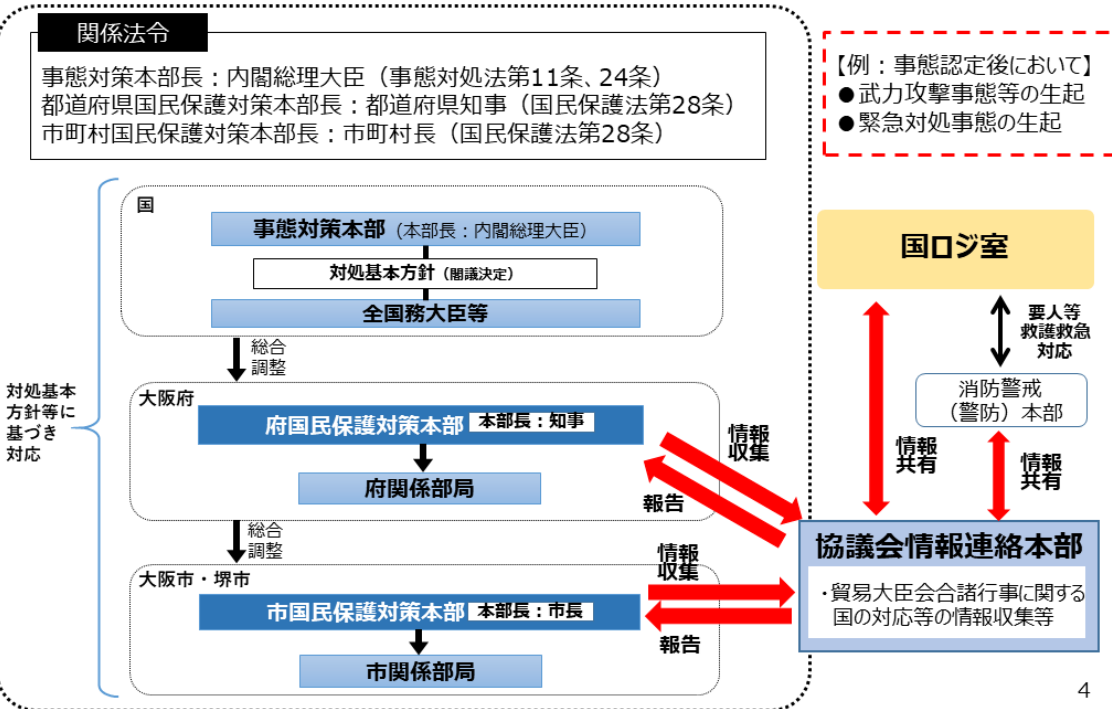 関係法令
事態対策本部長：内閣総理大臣（事態対処法第11条、24条）
都道府県国民保護対策本部長：都道府県知事（国民保護法第28条）
市町村国民保護対策本部長：市町村長（国民保護法第28条）
【例：事態認定後において】
●武力攻撃事態等の生起
●緊急対処事態の生起
対処基本
方針等に
基づき
対応
国
事態対策本部（本部長：内閣総理大臣）
対処基本方針（閣議決定）
全国務大臣等
総合
調整
大阪府
府国民保護対策本部 本部長：知事
府関係部局
総合
調整
大阪市・堺市
市国民保護対策本部 本部長：市長
市関係部局
情報
収集
報告
情報
収集
報告
国ロジ室
要人等
救護救急
対応
消防警戒
（警防）本部
情報
共有
情報
共有
協議会情報連絡本部
・貿易大臣会合諸行事に関する
国の対応等の情報収集等
4